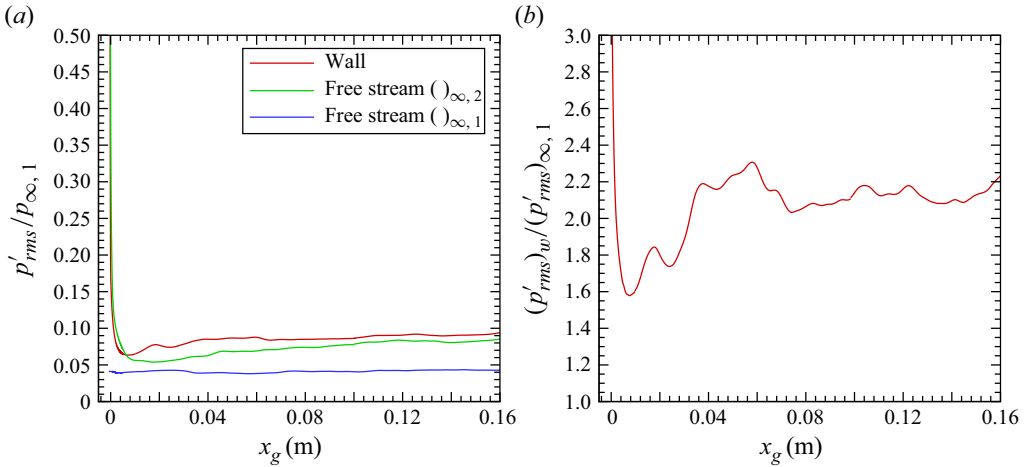 (a)
0.50
0.45
0.40
0.35
0.30
0.25
0.20
0.15
0.10
0.05
0
p′rms/p∞, 1
Wall
Free stream ( )∞, 2
Free stream ( )∞, 1
0 0.04 0.08 0.12 0.16
xg (m)
(b)
3.0
2.8
2.6
2.4
2.2
2.0
1.8
1.6
1.4
1.2
1.0
(p′rms)w/(p′rms)∞, 1
0 0.04 0.08 0.12 0.16
xg (m)